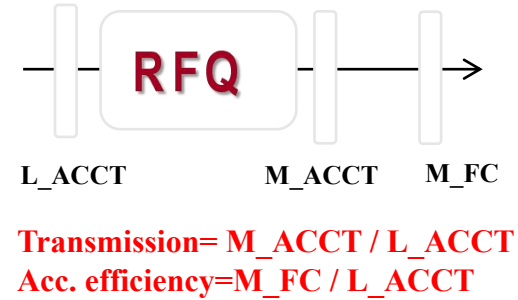 RFQ
L_ACCT M_ACCT M_FC
Transmission= M_ACCT / L_ACCT
Acc. efficiency=M_FC / L_ACCT